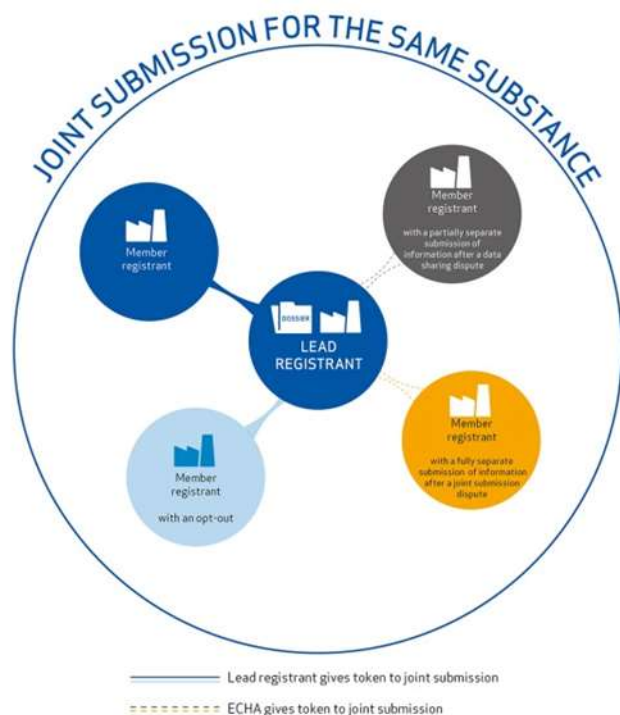 JOINT SUBMISSION FOR THE SAME SUBSTANCE
Member
registrant
with a partially separate
submission of
information after a data
sharing dispute
Member
registrant
DOSSIER
LEAD
REGISTRANT
Member
registrant
with a fully separate
submission of information
after a joint submission
dispute
Member
registrant
with an opt-out
Lead registrant gives token to joint submission
ECHA gives token to joint submission